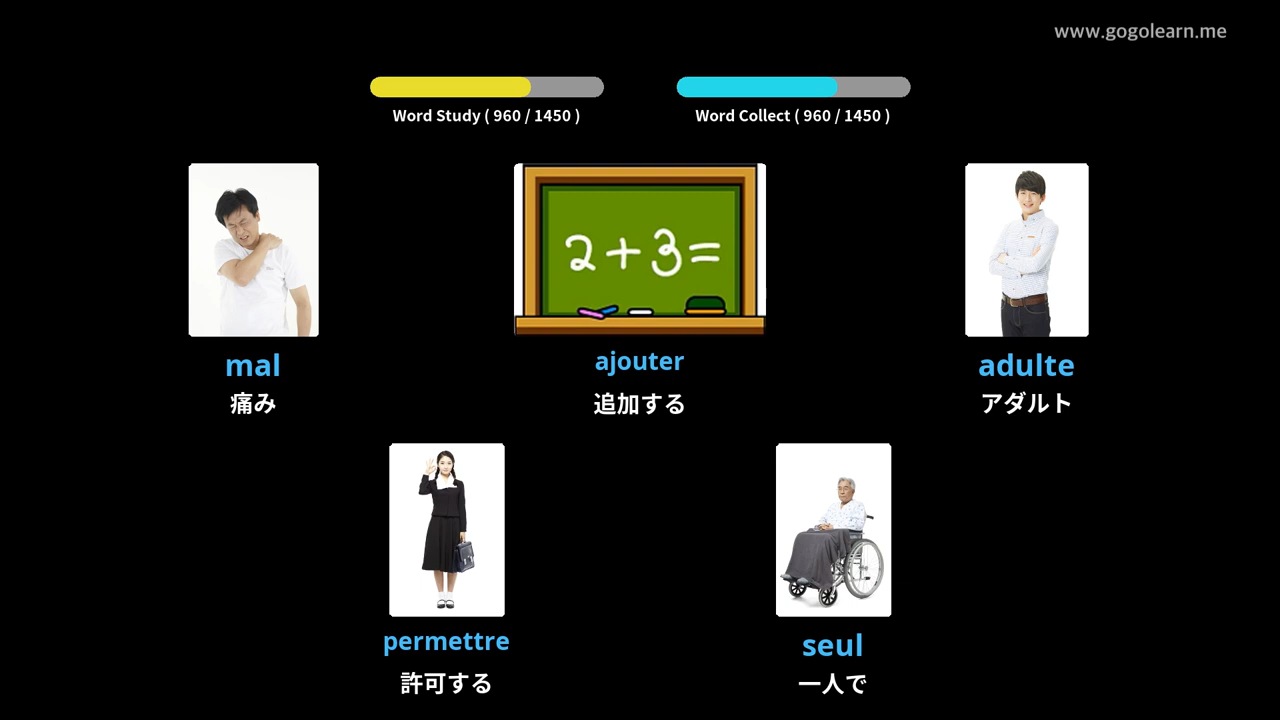 www.gogolearn.me
Word Study ( 960 / 1450 )
Word Collect ( 960 / 1450 )
2+3=
mal
痛み
ajouter
追加する
adulte
アダルト
permettre
許可する
seul
一人で